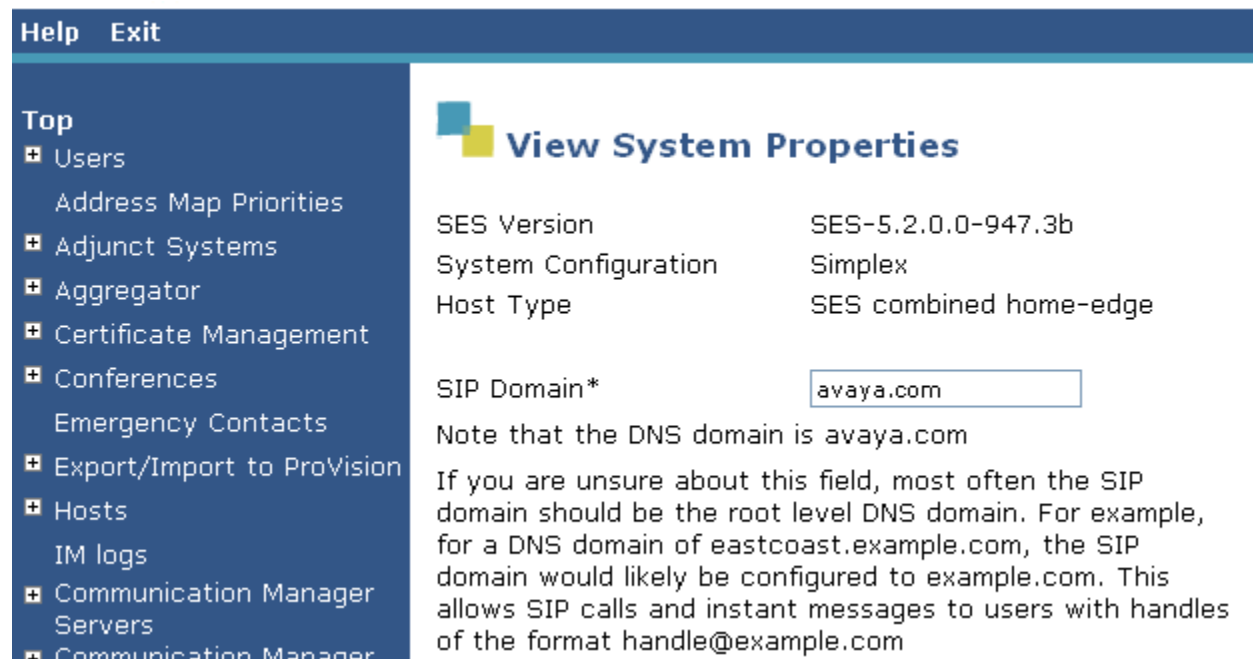 Help Exit
Top
Users
Address Map Priorities
Adjunct Systems
Aggregator
Certificate Management
Conferences
Emergency Contacts
Export/Import to ProVision
Hosts
IM logs
Communication Manager
Servers
Communication Manager
View System Properties
SES Version SES-5.2.0.0-947.3b
System Configuration Simplex
Host Type SES combined home-edge
SIP Domain* avaya.com
Note that the DNS domain is avaya.com
If you are unsure about this field, most often the SIP
domain should be the root level DNS domain. For example,
for a DNS domain of eastcoast.example.com, the SIP
domain would likely be configured to example.com. This
allows SIP calls and instant messages to users with handles
of the format handle@example.com